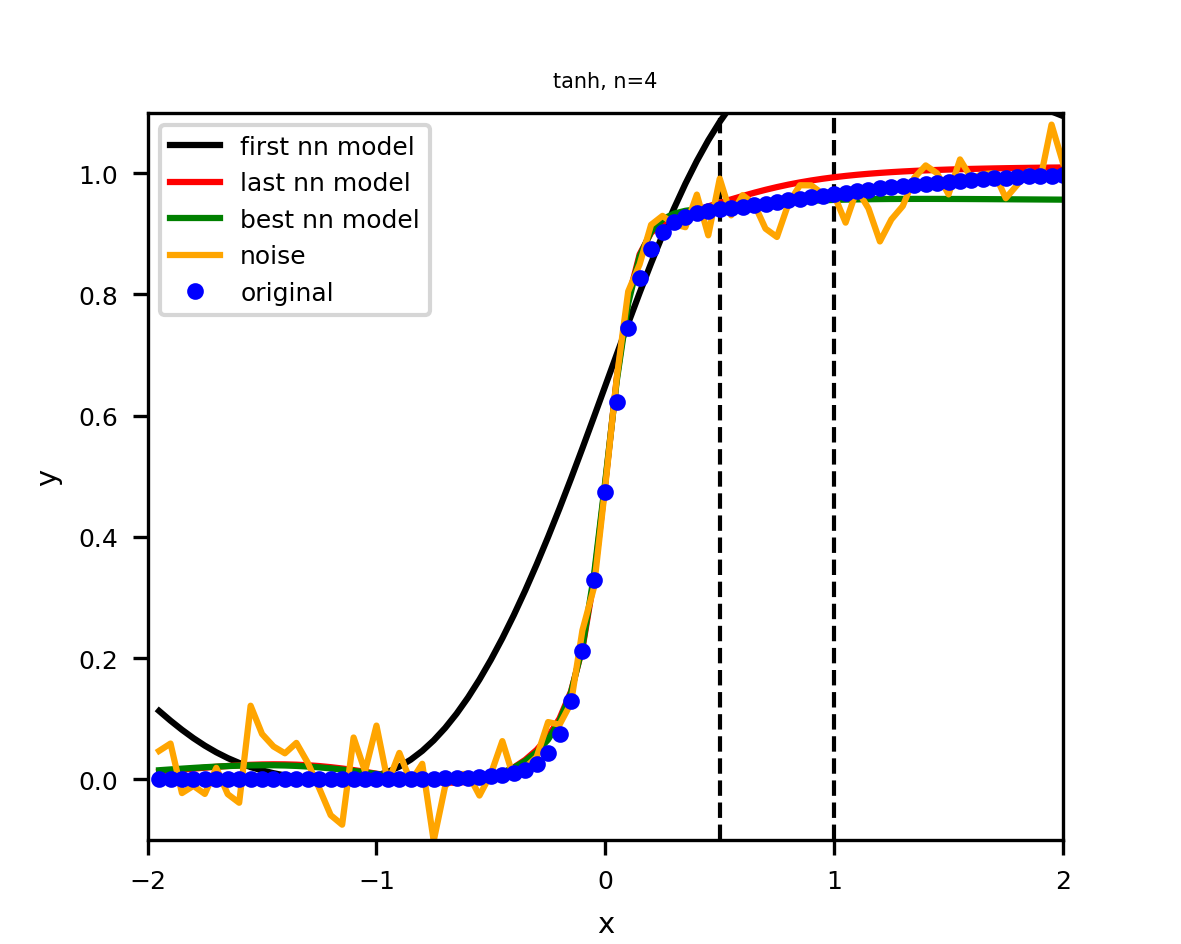 tanh, n=4
first nn model
last nn model
best nn model
noise
original
y
1.0
0.8
0.6
0.4
0.2
0.0
−2 −1 0 1 2
x